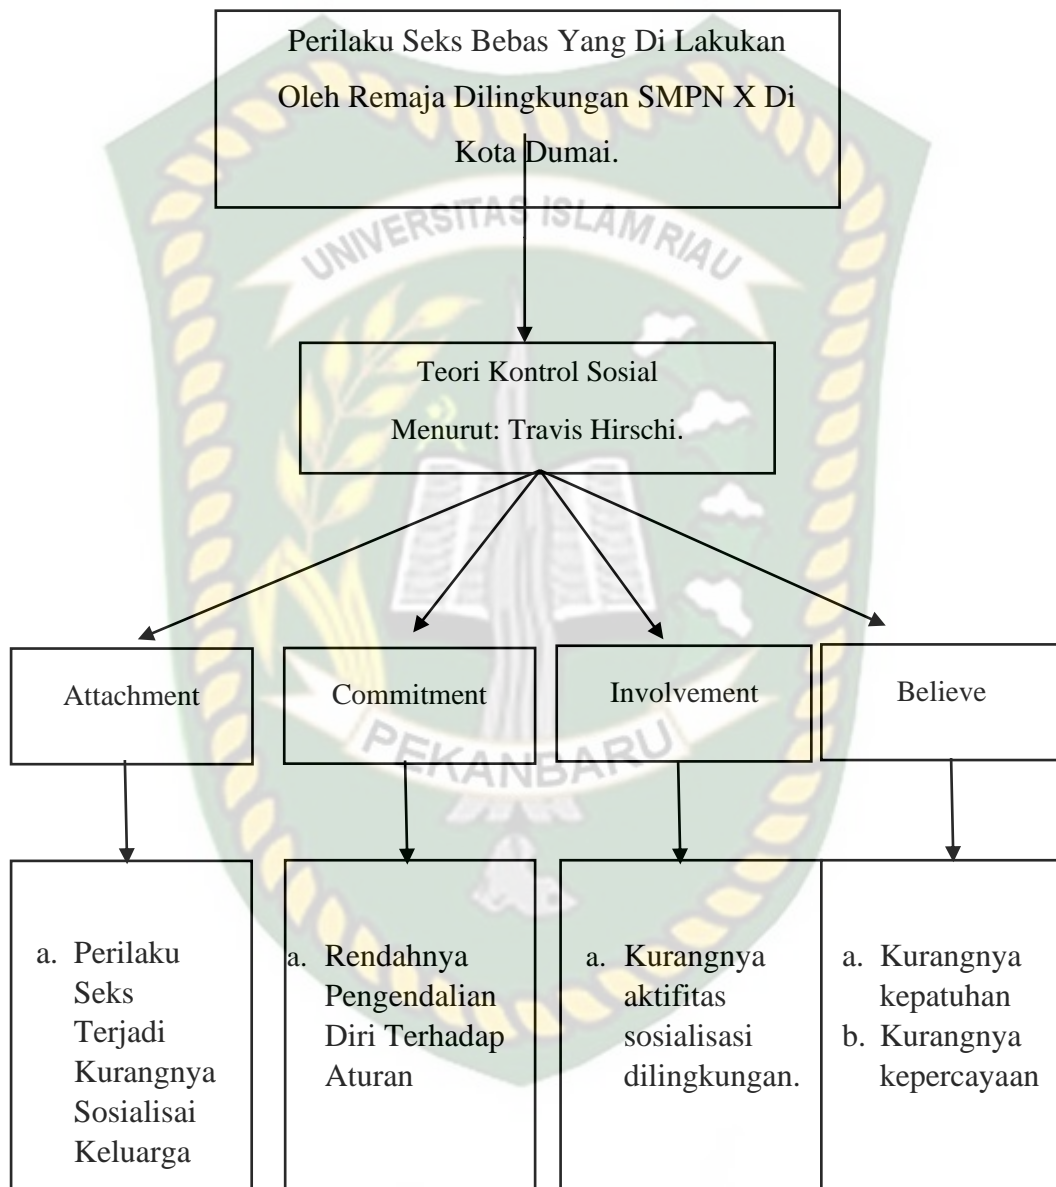 Perilaku Seks Bebas Yang Di Lakukan
Oleh Remaja Dilingkungan SMPN X Di
Kota Dumai.
UNIVERSITAS ISLAM RIAU
Teori Kontrol Sosial
Menurut: Travis Hirschi.
Attachment
Commitment
Involvement
Believe
PEKANBARU
a. Perilaku
Seks
Terjadi
Kurangnya
Sosialisai
Keluarga
a. Rendahnya
Pengendalian
Diri Terhadap
Aturan
a. Kurangnya
aktifitas
sosialisasi
dilingkungan.
a. Kurangnya
kepatuhan
b. Kurangnya
kepercayaan